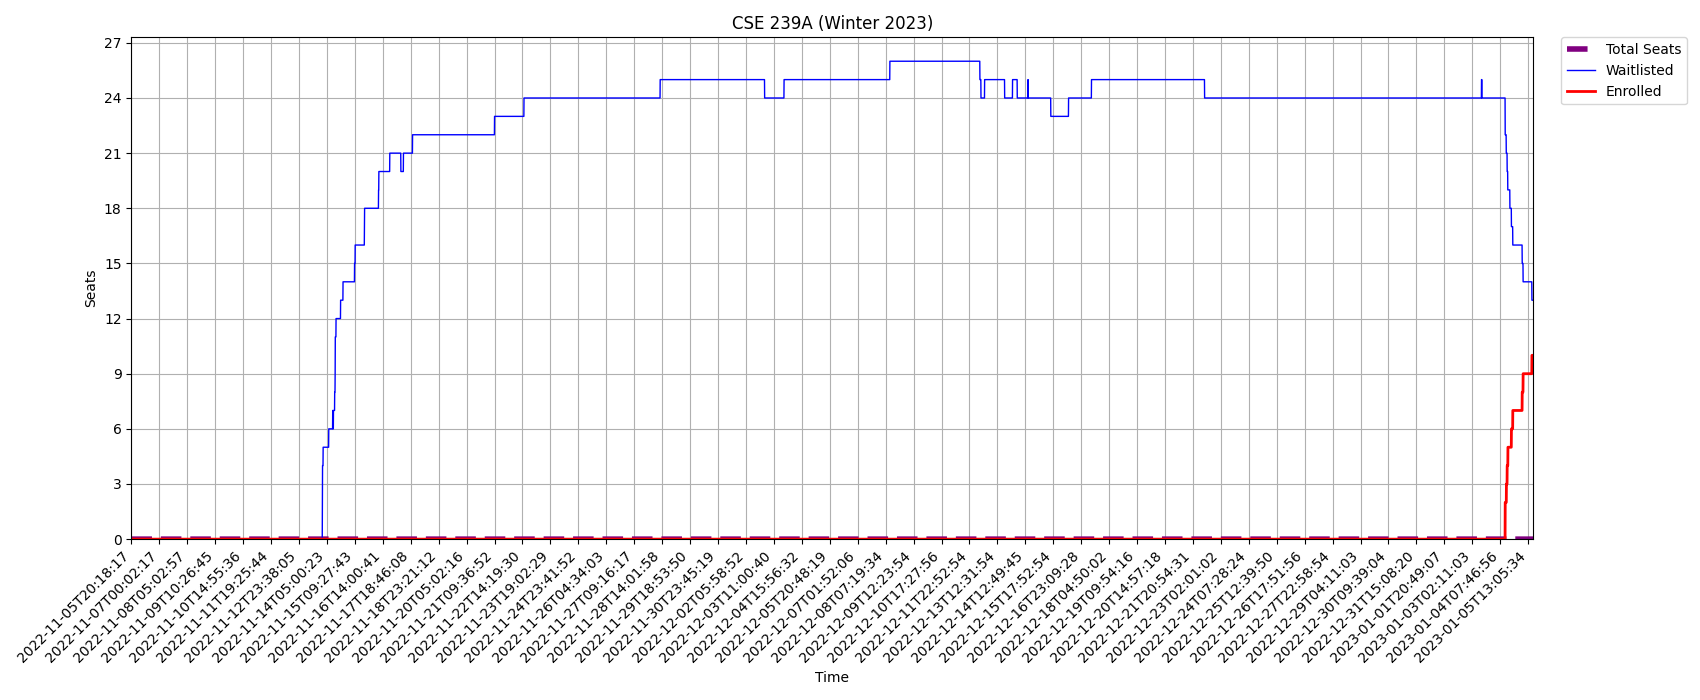 CSE 239A (Winter 2023)
Total Seats
Waitlisted
Enrolled
Seats
27
24
21
18
15
12
9
6
3
0
2022-11-05T20:18:17
2022-11-07T00:02:17
2022-11-08T05:02:57
2022-11-09T10:26:45
2022-11-10T14:55:36
2022-11-11T19:25:44
2022-11-12T23:38:05
2022-11-14T05:00:23
2022-11-15T09:27:43
2022-11-16T14:00:41
2022-11-17T18:46:08
2022-11-18T23:21:12
2022-11-20T05:02:16
2022-11-21T09:36:52
2022-11-22T14:19:30
2022-11-23T19:02:29
2022-11-24T23:41:52
2022-11-26T04:34:03
2022-11-27T09:16:17
2022-11-28T14:01:58
2022-11-29T18:53:50
2022-11-30T23:45:19
2022-12-02T05:58:52
2022-12-03T11:00:40
2022-12-04T15:56:32
2022-12-05T20:48:19
2022-12-07T01:52:06
2022-12-08T07:19:34
2022-12-09T12:23:54
2022-12-10T17:27:56
2022-12-11T22:52:54
2022-12-13T12:31:54
2022-12-14T12:49:45
2022-12-15T17:52:54
2022-12-16T23:09:28
2022-12-18T04:50:02
2022-12-19T09:54:16
2022-12-20T14:57:18
2022-12-21T20:54:31
2022-12-23T02:01:02
2022-12-24T07:28:24
2022-12-25T12:39:50
2022-12-26T17:51:56
2022-12-27T22:58:54
2022-12-29T04:11:03
2022-12-30T09:39:04
2022-12-31T15:08:20
2023-01-01T20:49:07
2023-01-03T02:11:03
2023-01-04T07:46:56
2023-01-05T13:05:34
Time